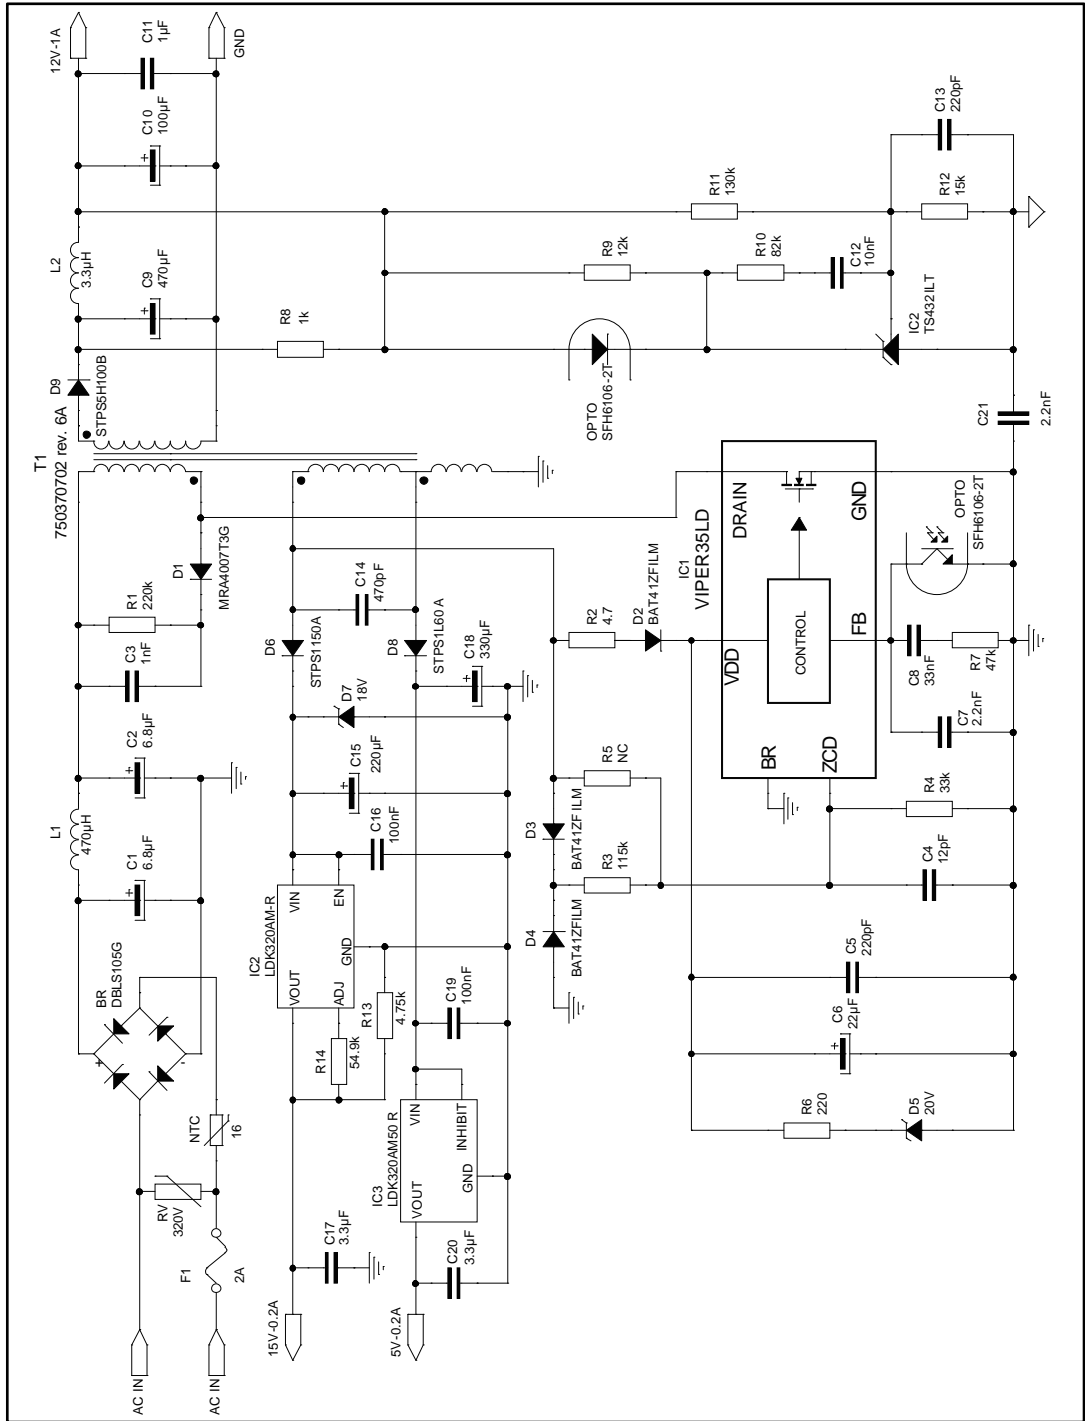 12V-1A
C11
1µF
GND
C10
100µF
L2
3.3µH
C9
470µF
R8
1k
R11
130k
C13
220pF
R12
15k
R9
12k
R10
82k
C12
10nF
IC2
TS432ILT
OPTO
SFH6106-2T
D9
STPS5H100B
T1
750370702 rev. 6A
C21
2.2nF
R1
220k
D1
MRA4007T3G
C3
1nF
C2
6.8µF
L1
470µH
C1
6.8µF
BR
DBLS105G
+
-
NTC
16
RV
320V
F1
2A
AC IN
AC IN
C14
470pF
D6
STPS1150A
D8
STPS1L60 A
C18
330µF
D7
18V
C15
220µF
C16
100nF
IC2
LDK320AM-R
VIN
EN
GND
VOUT
ADJ
R13
4.75k
R14
54.9k
C19
100nF
IC3
LDK320AM50 R
VIN
INHIBIT
GND
VOUT
C17
3.3µF
C20
3.3µF
15V-0.2A
5V-0.2A
R2
4.7
D2
BAT41ZFILM
IC1
VIPER35LD
DRAIN
GND
VDD
CONTROL
FB
BR
ZCD
OPTO
SFH6106-2T
C8
33nF
R7
47k
C7
2.2nF
R5
NC
D3
BAT41ZF ILM
R3
115k
D4
BAT41ZFILM
R4
33k
C4
12pF
C5
220pF
C6
22µF
R6
220
D5
20V